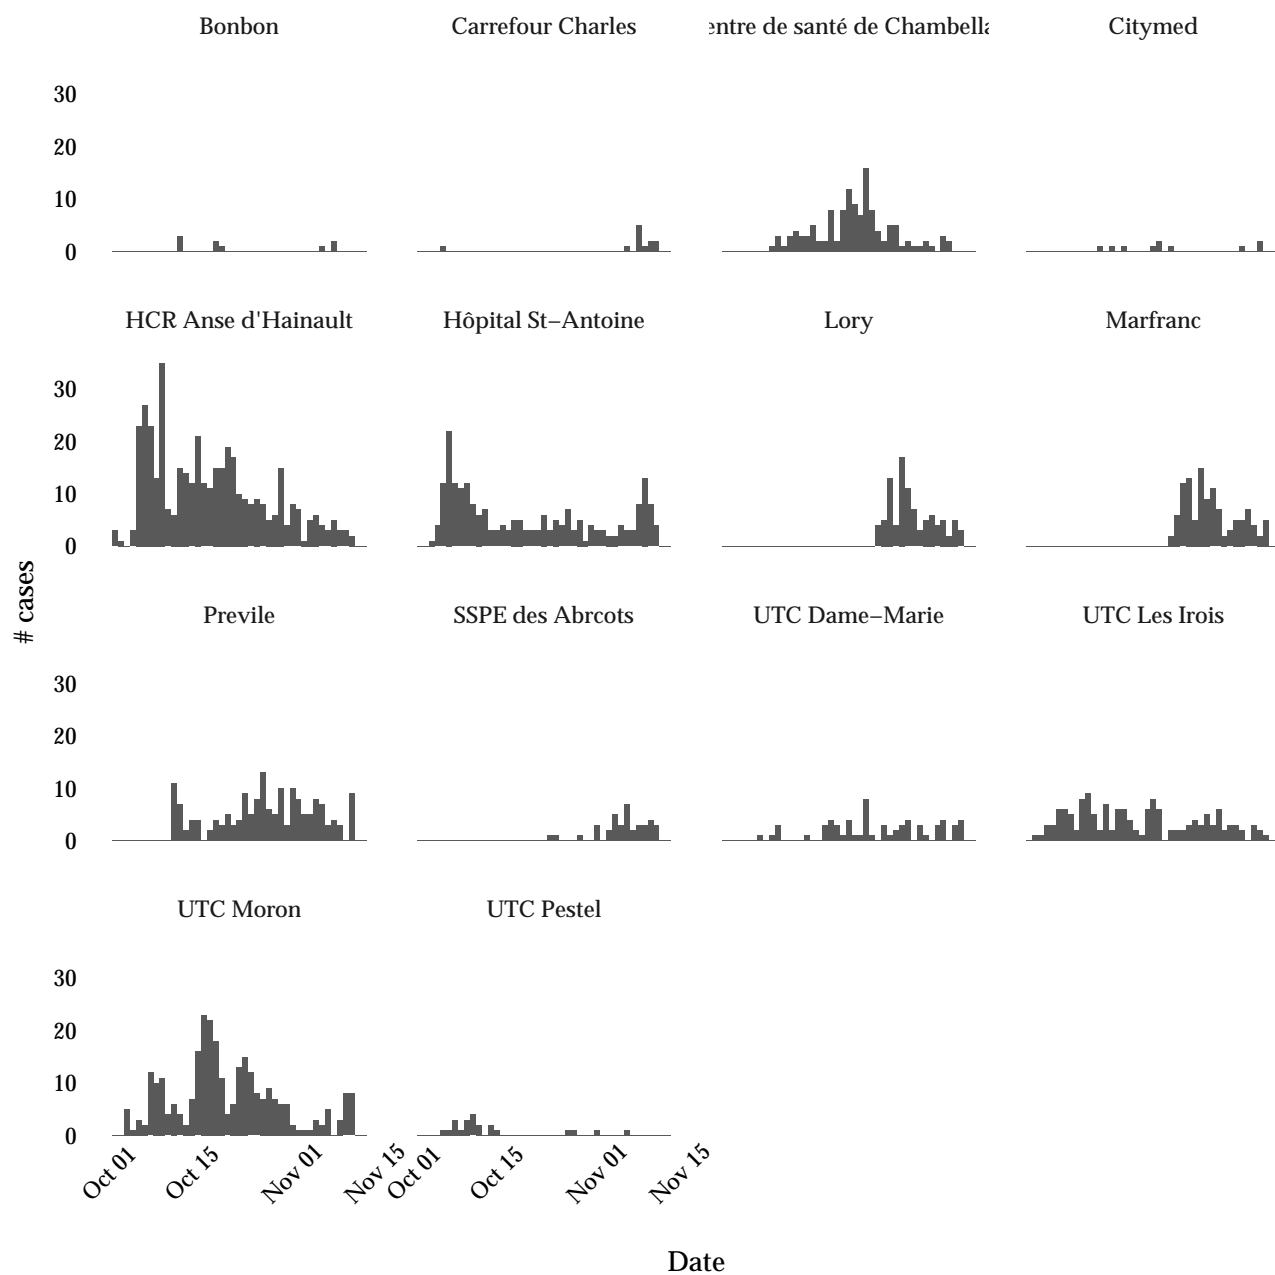 Bonbon Carrefour Charles entre de santé de Chambella Citymed
30
20
10
0
HCR Anse d'Hainault Hôpital St−Antoine Lory Marfranc
30
20
10
0
# cases
Previle SSPE des Abrcots UTC Dame−Marie UTC Les Irois
30
20
10
0
UTC Moron UTC Pestel
30
20
10
0
Oct 01 Oct 15 Nov 01 Nov 15 Oct 01 Oct 15 Nov 01 Nov 15
Date